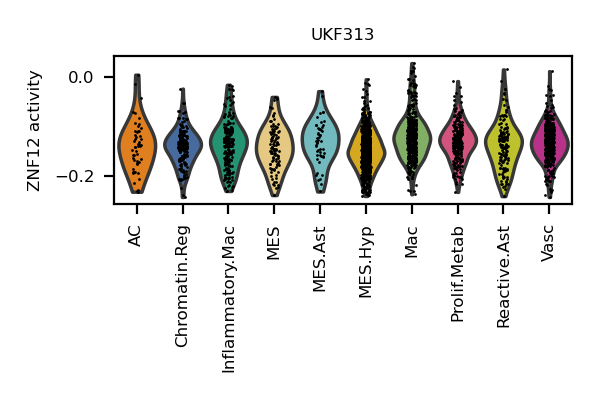 UKF313
ZNF12 activity
0.0
−0.2
AC
Chromatin.Reg
Inflammatory.Mac
MES
MES.Ast
MES.Hyp
Mac
Prolif.Metab
Reactive.Ast
Vasc